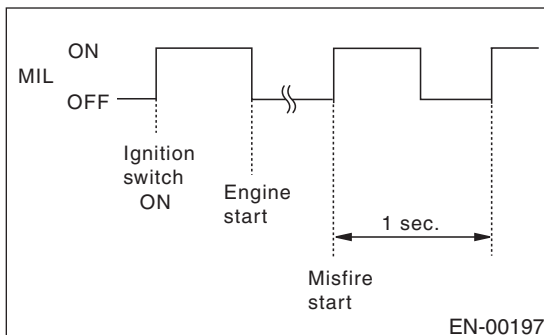 ON
MIL
OFF
Ignition
switch
ON
Engine
start
1 sec.
Misfire
start
EN-00197